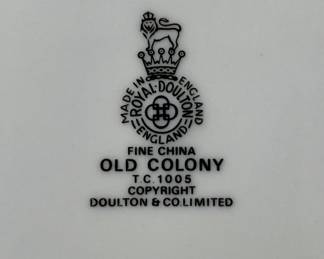 MADE IN ENGLAND
ROYAL·DOULTON
ENGLAND
FINE CHINA
OLD COLONY
T.C.1005
COPYRIGHT
DOULTON & CO. LIMITED